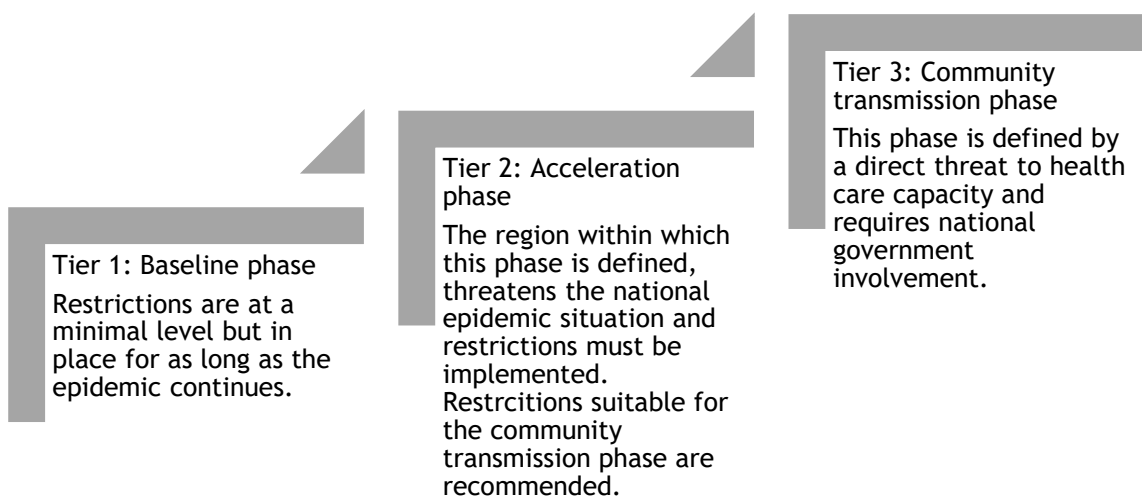 Tier 1: Baseline phase
Restrictions are at a
minimal level but in
place for as long as the
epidemic continues.
Tier 2: Acceleration
phase
The region within which
this phase is defined,
threatens the national
epidemic situation and
restrictions must be
implemented.
Restrcitions suitable for
the community
transmission phase are
recommended.
Tier 3: Community
transmission phase
This phase is defined by
a direct threat to health
care capacity and
requires national
government
involvement.